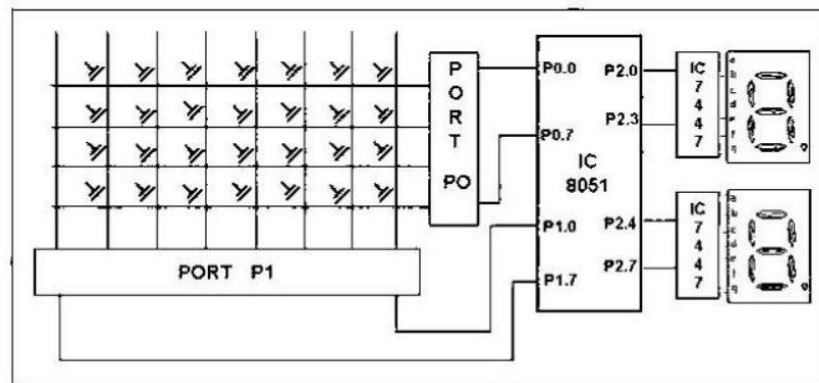 P
O
R
T
PO
P0.0
P0.7
P1.0
P1.7
IC
8051
P2.0
P2.3
P2.4
P2.7
IC
7
4
4
7
a
b
c
d
e
f
g
IC
7
4
4
7
a
b
c
d
e
f
g
PORT P1